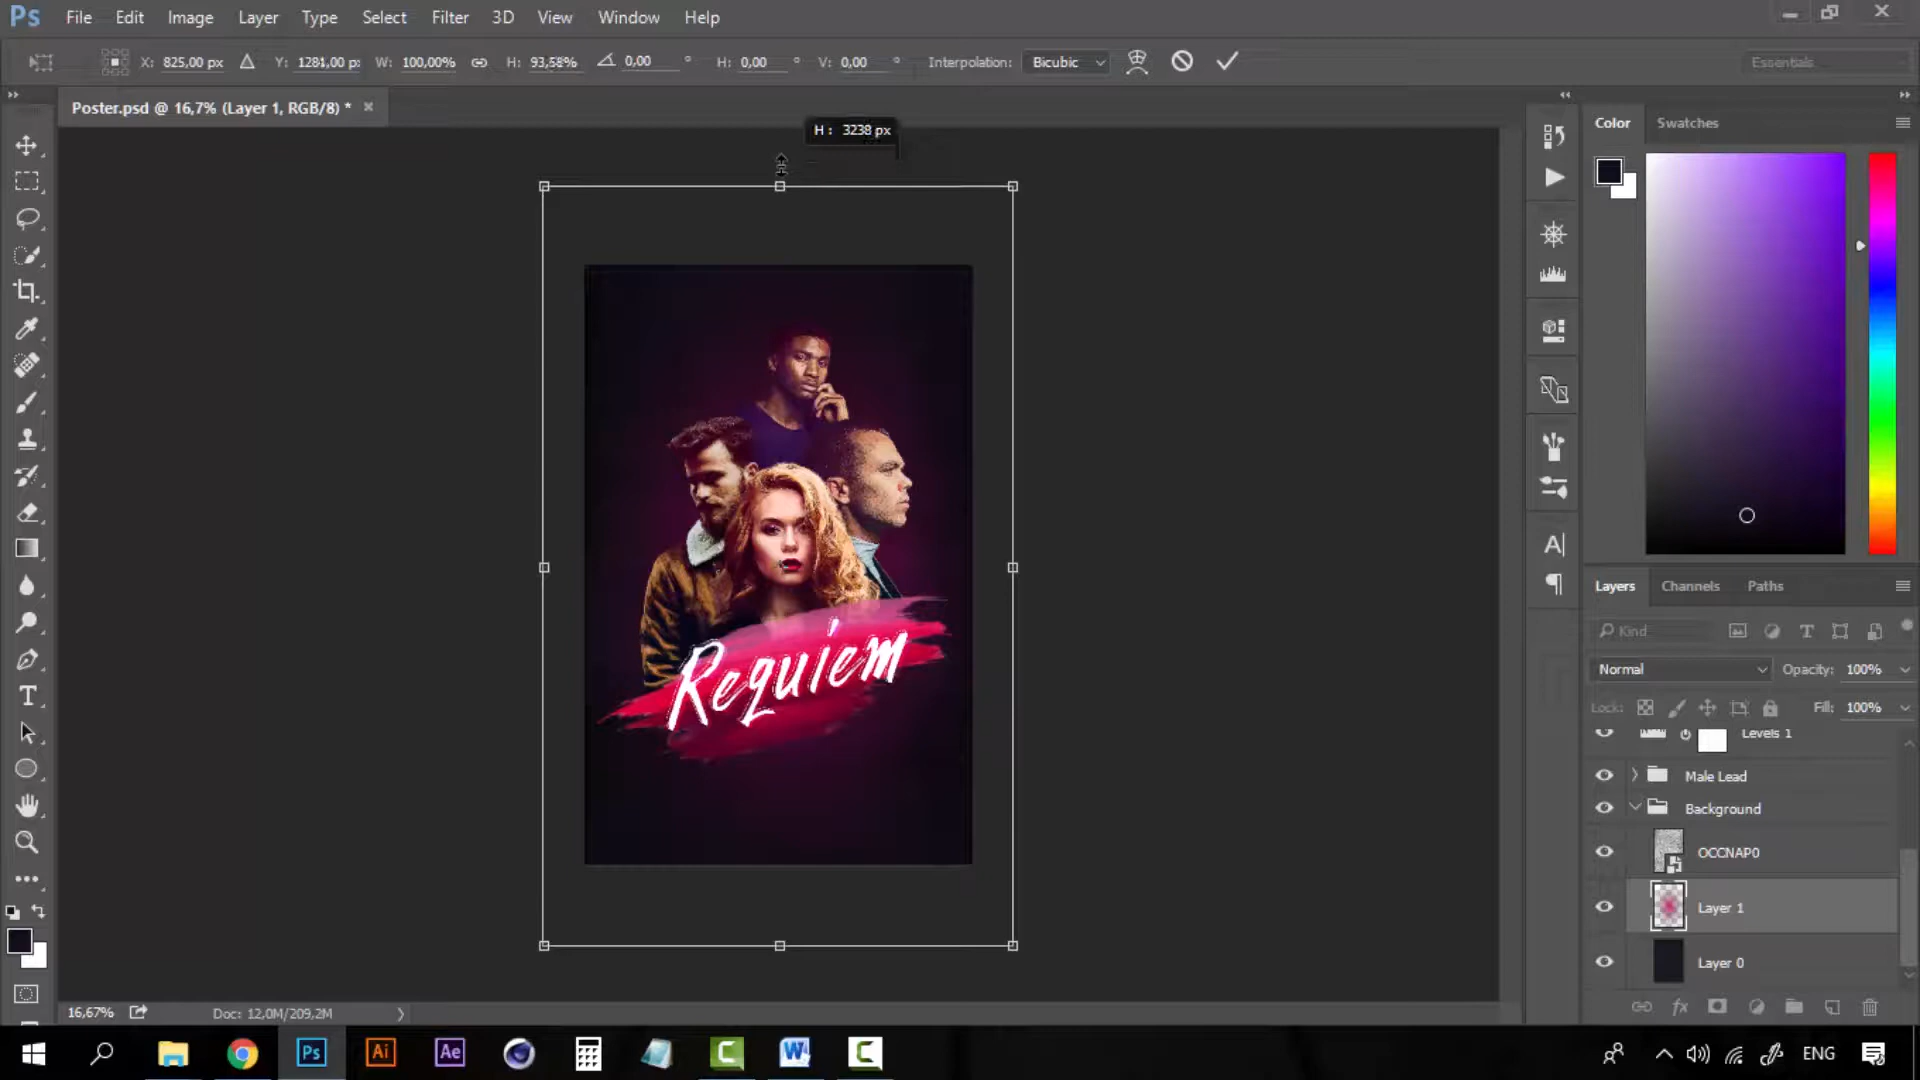 Ps File Edit Image Layer Type Select Filter 3D View Window Help
X: 825,00 px Y: 1281,00 p: W: 100,00% H: 93,58% 0,00 ° H: 0,00 ° V: 0,00 ° Interpolation: Bicubic Essentials
Poster.psd @ 16,7% (Layer 1, RGB/8) * ×
H : 3238 px
Color Swatches
Requiem
Layers Channels Paths
Kind
Normal Opacity: 100%
Lock: Fill: 100%
Levels 1
Male Lead
Background
OCCNAP0
Layer 1
Layer 0
16,67% Doc: 12,0M/209,2M
Ps Ai Ae ENG